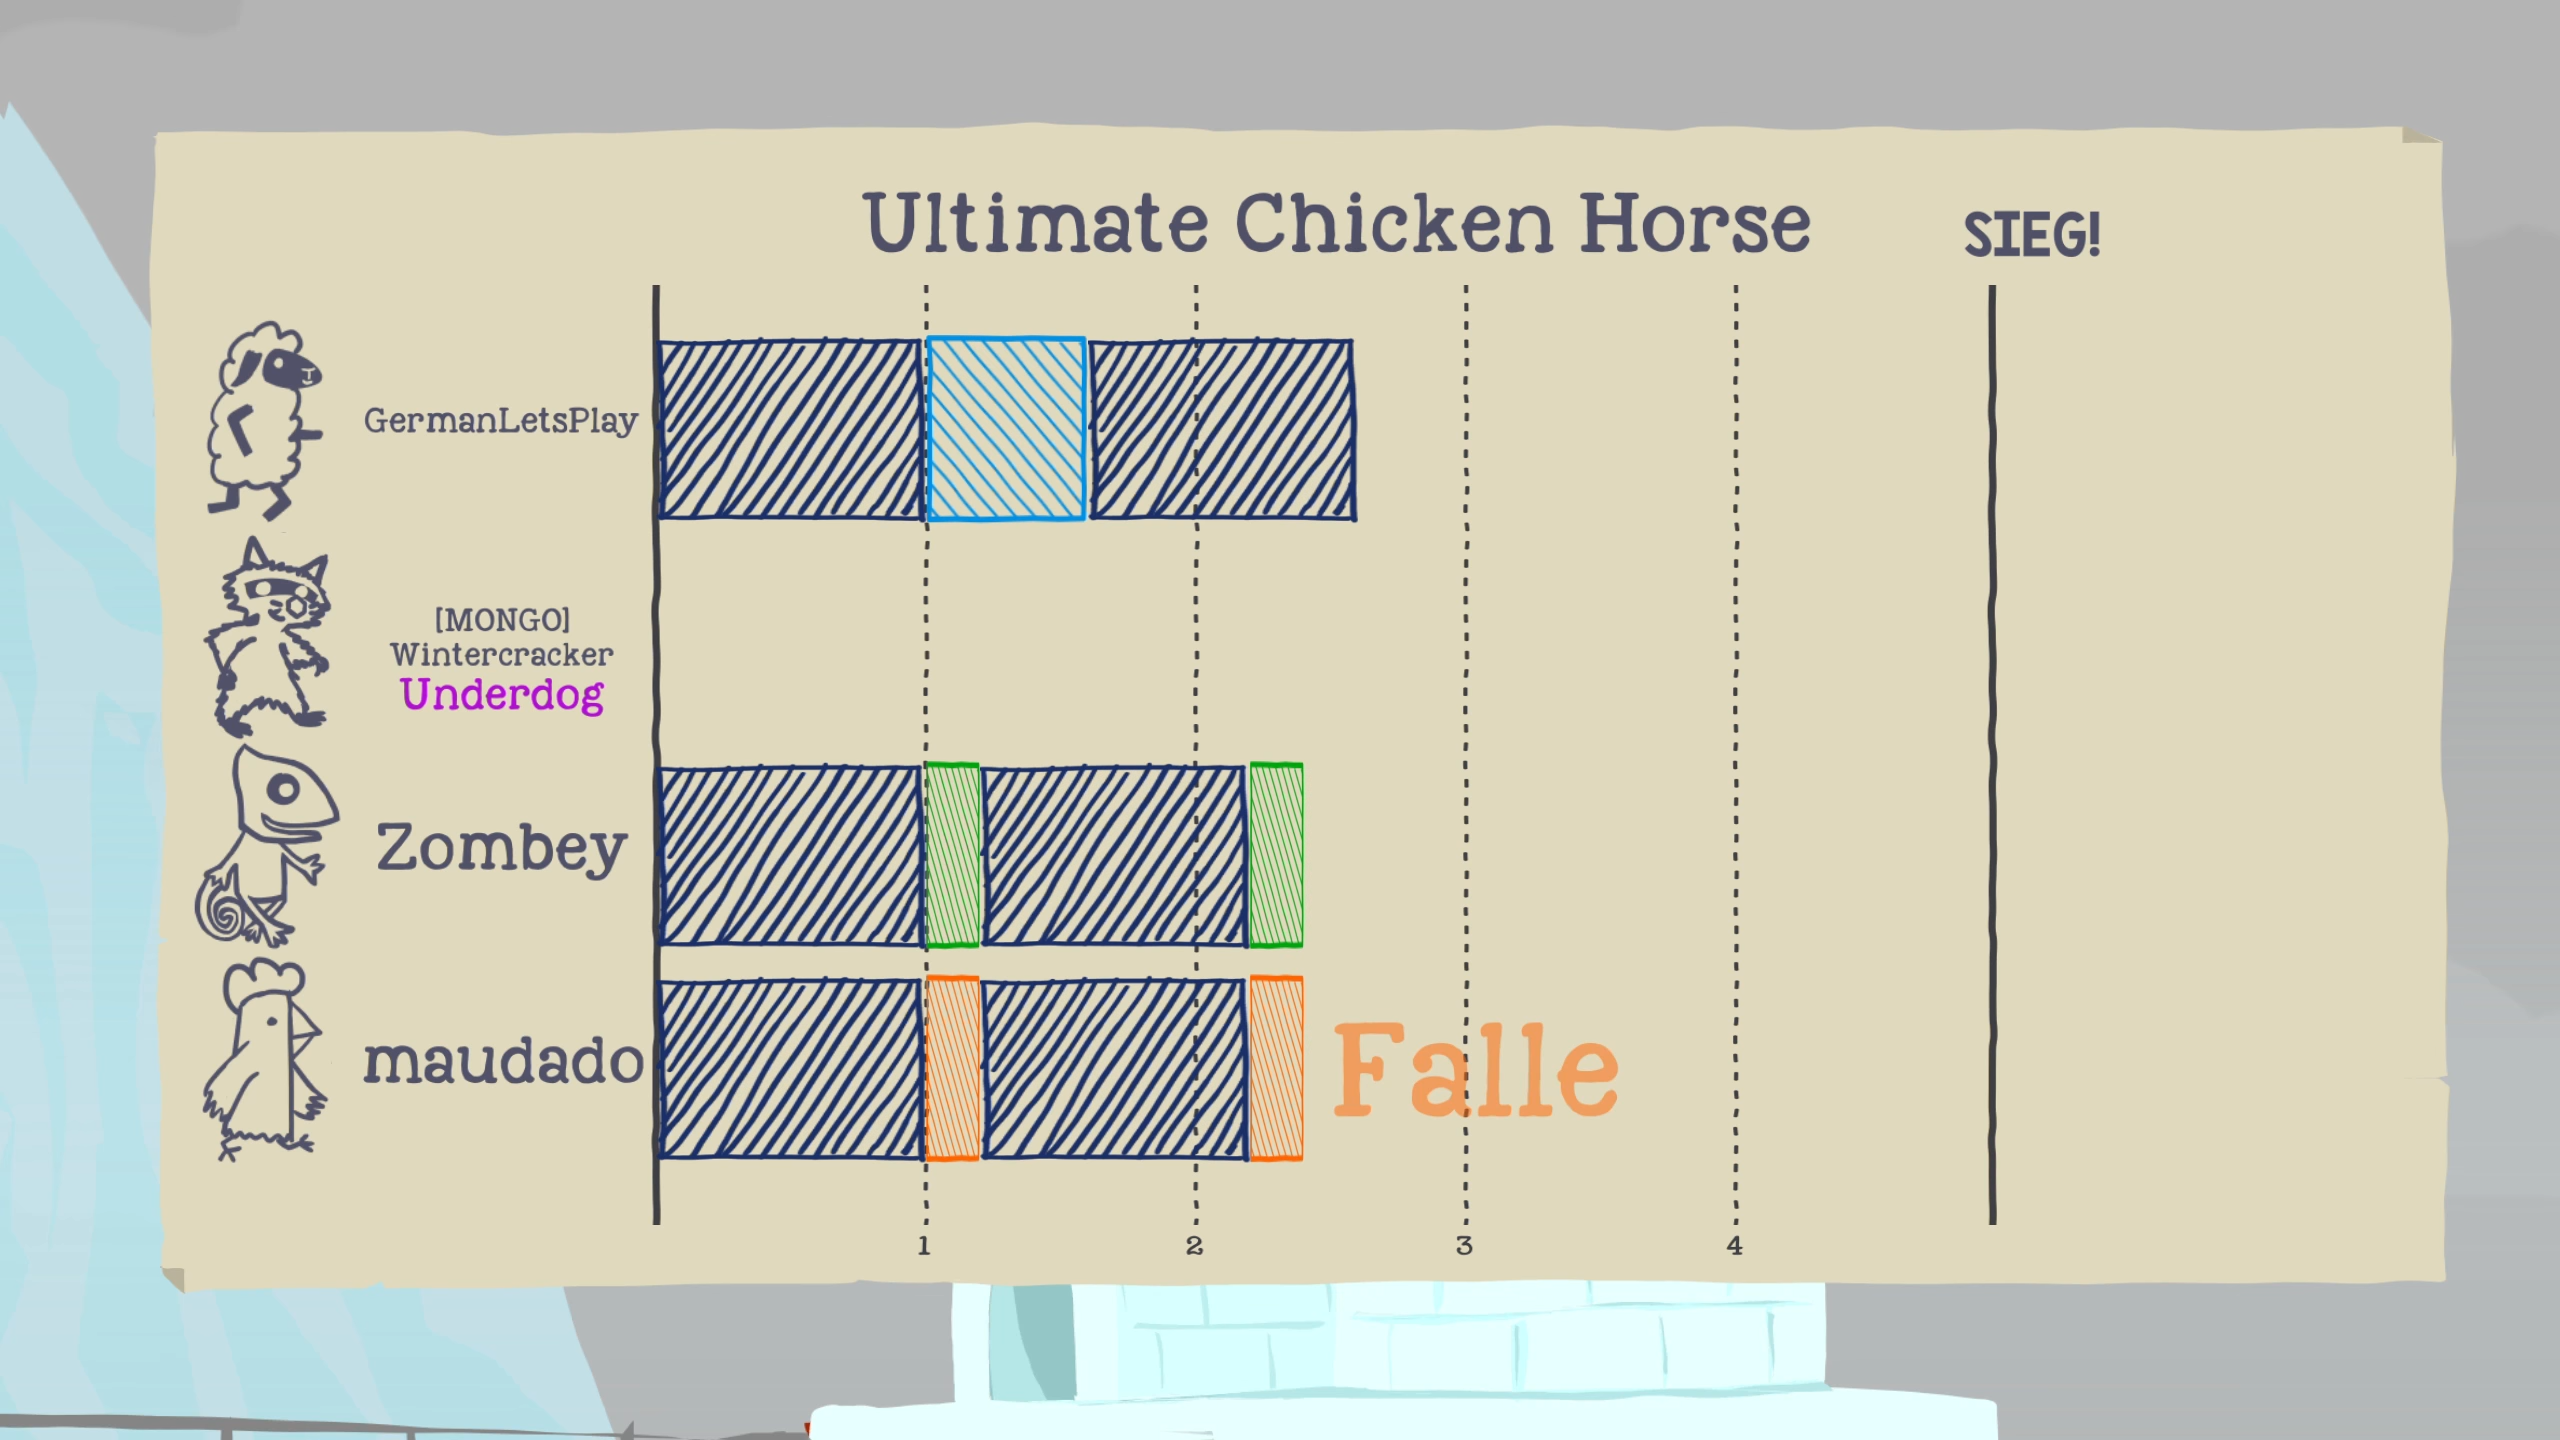 Ultimate Chicken Horse
SIEG!
GermanLetsPlay
[MONGO]
Wintercracker
Underdog
Zombey
maudado
Falle
1 2 3 4